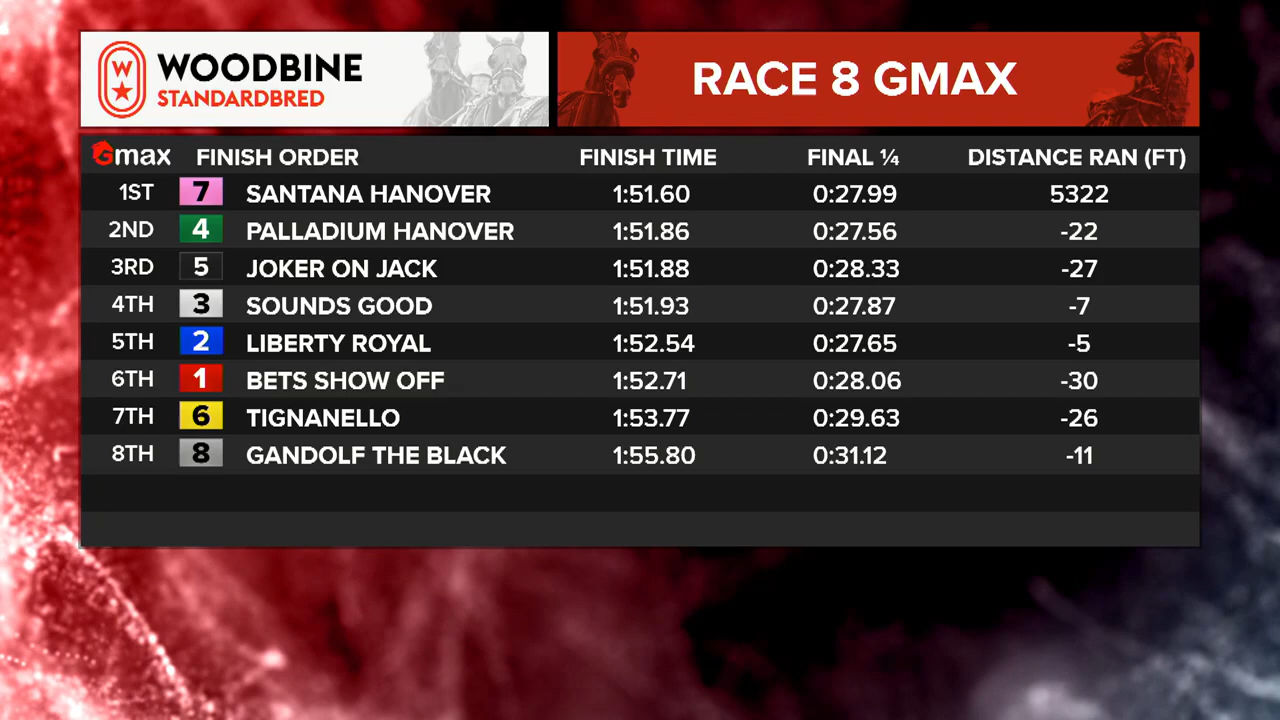 W WOODBINE
STANDARDBRED
RACE 8 GMAX
Gmax FINISH ORDER FINISH TIME FINAL ¼ DISTANCE RAN (FT)
1ST 7 SANTANA HANOVER 1:51.60 0:27.99 5322
2ND 4 PALLADIUM HANOVER 1:51.86 0:27.56 -22
3RD 5 JOKER ON JACK 1:51.88 0:28.33 -27
4TH 3 SOUNDS GOOD 1:51.93 0:27.87 -7
5TH 2 LIBERTY ROYAL 1:52.54 0:27.65 -5
6TH 1 BETS SHOW OFF 1:52.71 0:28.06 -30
7TH 6 TIGNANELLO 1:53.77 0:29.63 -26
8TH 8 GANDOLF THE BLACK 1:55.80 0:31.12 -11